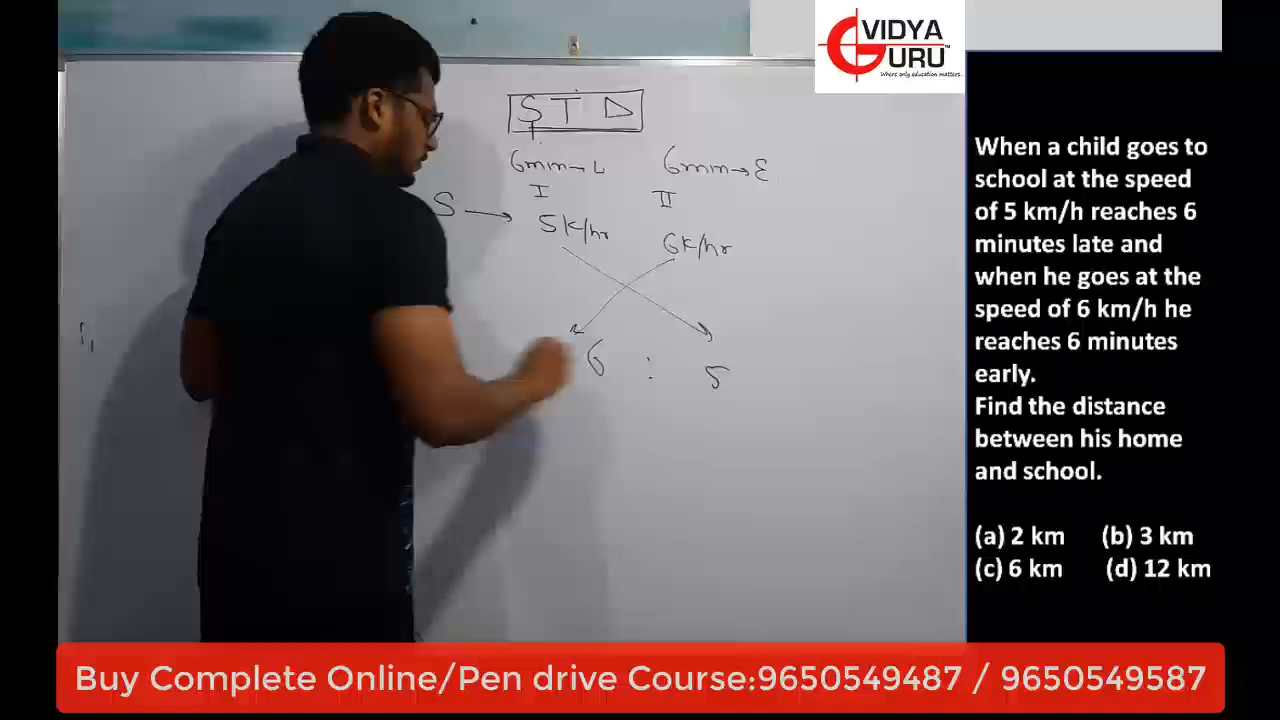 VIDYA
GURU
Where only education matters..
S T D
6min→L 6min→E
I II
S → 5k/hr 6k/hr
6 : 5
When a child goes to
school at the speed
of 5 km/h reaches 6
minutes late and
when he goes at the
speed of 6 km/h he
reaches 6 minutes
early.
Find the distance
between his home
and school.
(a) 2 km (b) 3 km
(c) 6 km (d) 12 km
Buy Complete Online/Pen drive Course:9650549487 / 9650549587